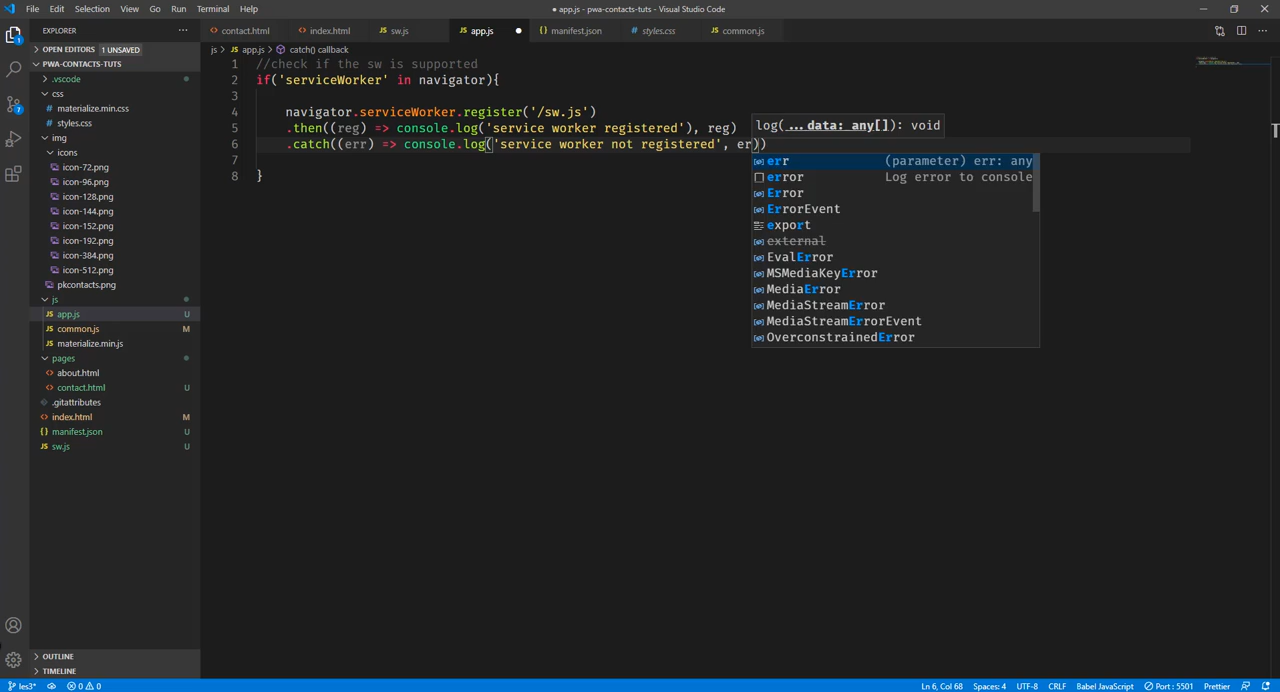 File Edit Selection View Go Run Terminal Help
● app.js - pwa-contacts-tuts - Visual Studio Code
EXPLORER
contact.html index.html sw.js app.js manifest.json styles.css common.js
OPEN EDITORS 1 UNSAVED
js > JS app.js > catch() callback
PWA-CONTACTS-TUTS
.vscode
css
materialize.min.css
styles.css
img
icons
icon-72.png
icon-96.png
icon-128.png
icon-144.png
icon-152.png
icon-192.png
icon-384.png
icon-512.png
pkcontacts.png
js
JS app.js U
common.js M
JS materialize.min.js
pages
about.html
contact.html U
.gitattributes
index.html M
{} manifest.json U
JS sw.js U
OUTLINE
TIMELINE
1 //check if the sw is supported
2 if('serviceWorker' in navigator){
3
4 navigator.serviceWorker.register('/sw.js')
5 .then((reg) => console.log('service worker registered'), reg)
6 .catch((err) => console.log('service worker not registered', er))
7
8 }
log(...data: any[]): void
err (parameter) err: any
error Log error to console
Error
ErrorEvent
export
external
EvalError
MSMediaKeyError
MediaError
MediaStreamError
MediaStreamErrorEvent
OverconstrainedError
les3* 0 0 Ln 6, Col 68 Spaces: 4 UTF-8 CRLF Babel JavaScript Port : 5501 Prettier